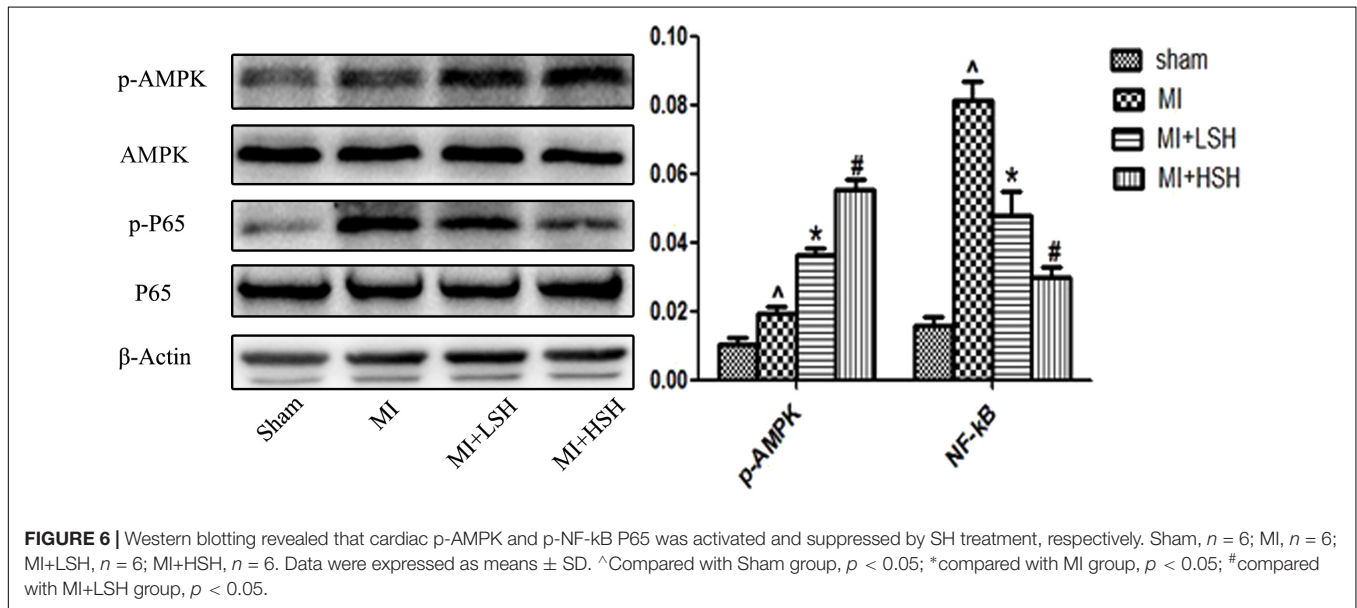 p-AMPK
AMPK
p-P65
P65
β-Actin
Sham
MI
MI+LSH
MI+HSH
0.10
0.08
0.06
0.04
0.02
0.00
^
*
#
^
*
#
p-AMPK
NF-kB
sham
MI
MI+LSH
MI+HSH
FIGURE 6 | Western blotting revealed that cardiac p-AMPK and p-NF-kB P65 was activated and suppressed by SH treatment, respectively. Sham, n = 6; MI, n = 6;
MI+LSH, n = 6; MI+HSH, n = 6. Data were expressed as means ± SD. ^Compared with Sham group, p < 0.05; *compared with MI group, p < 0.05; #compared
with MI+LSH group, p < 0.05.